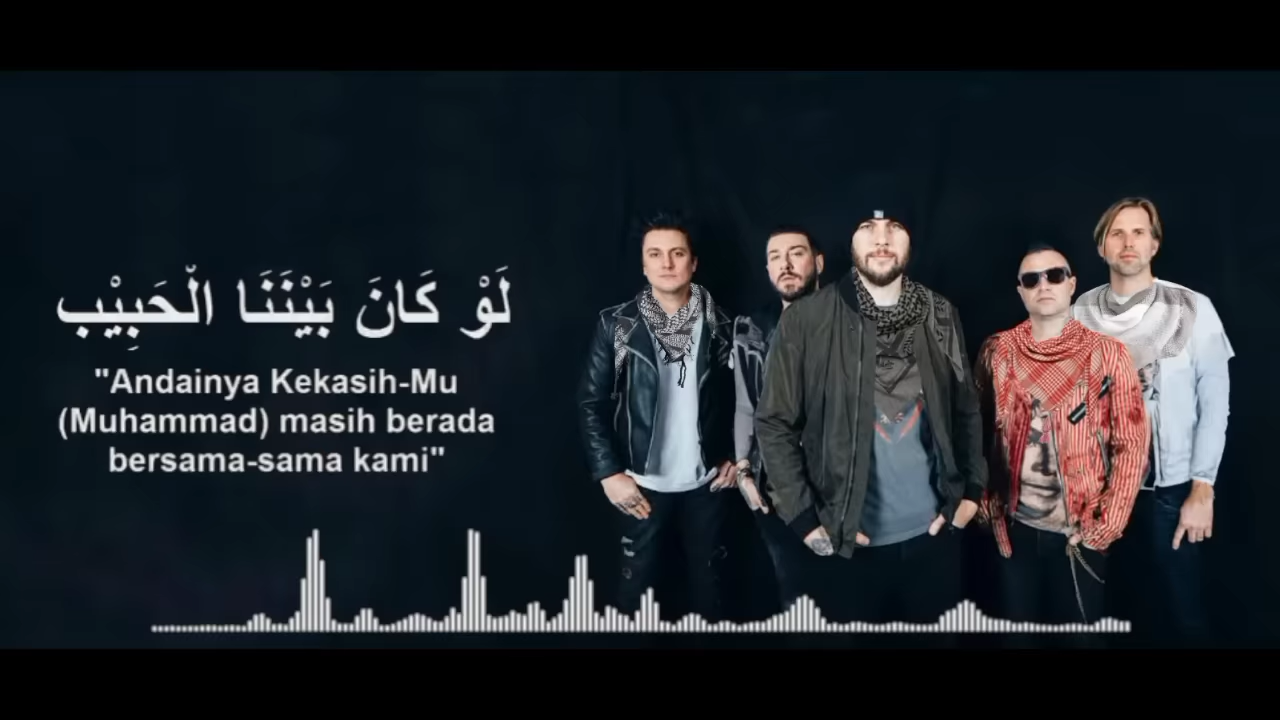 لَوْ كَانَ بَيْنَنَا الّحَبِيْب
"Andainya Kekasih-Mu
(Muhammad) masih berada
bersama-sama kami"